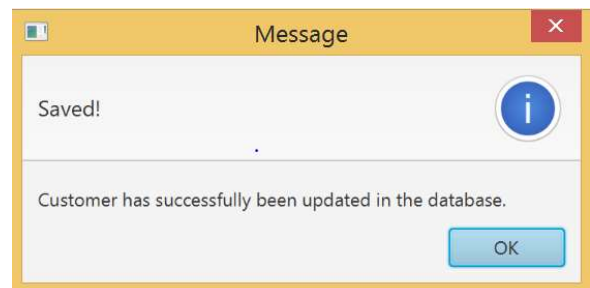 Message
Saved!
Customer has successfully been updated in the database.
OK